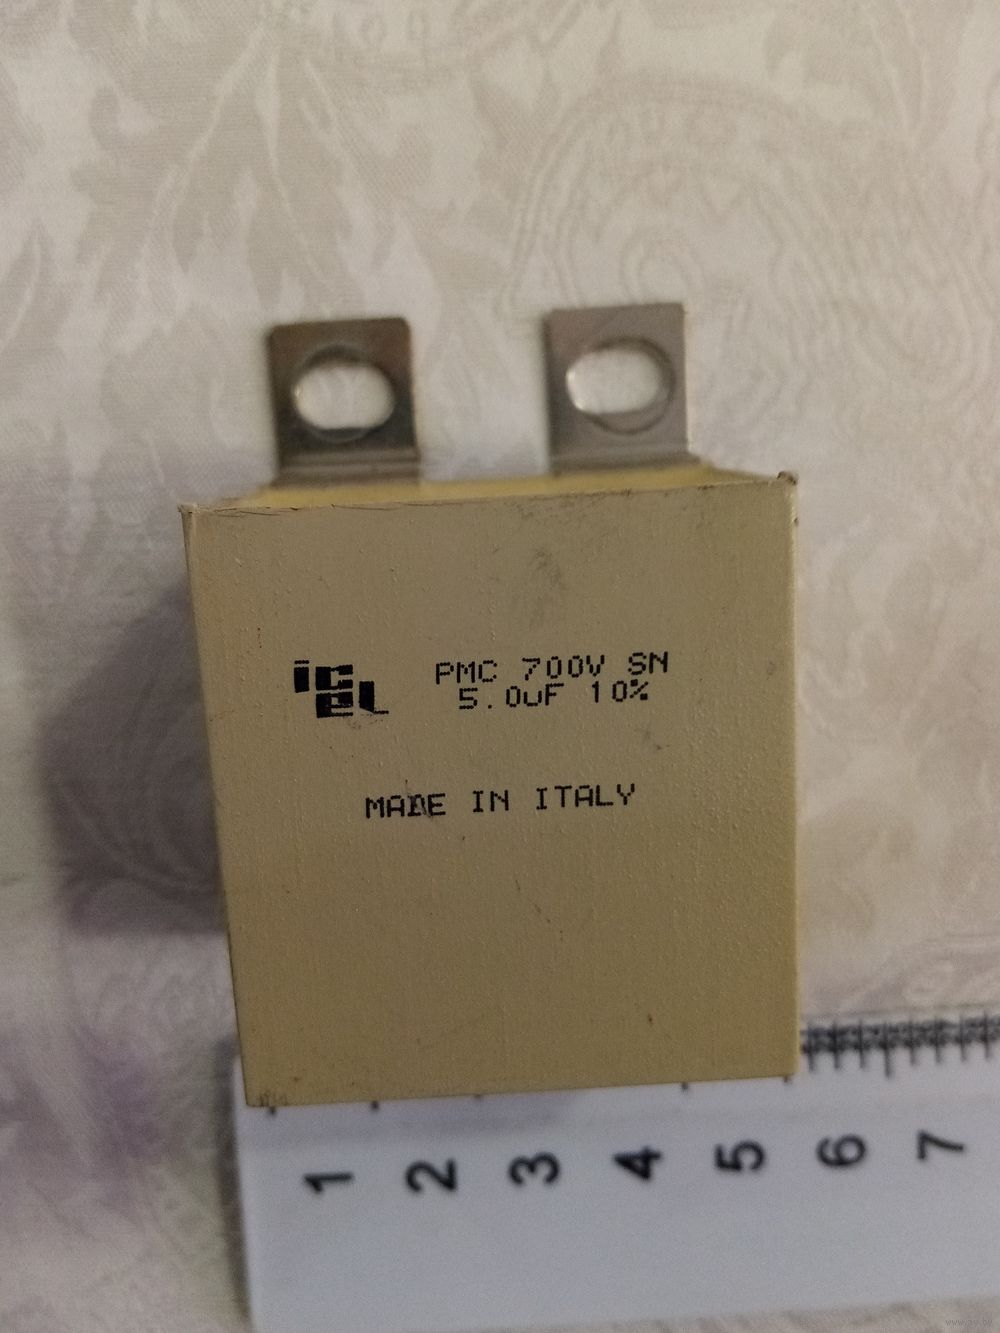 icel
PMC 700V SN
5.0uF 10%
MADE IN ITALY
1 2 3 4 5 6 7